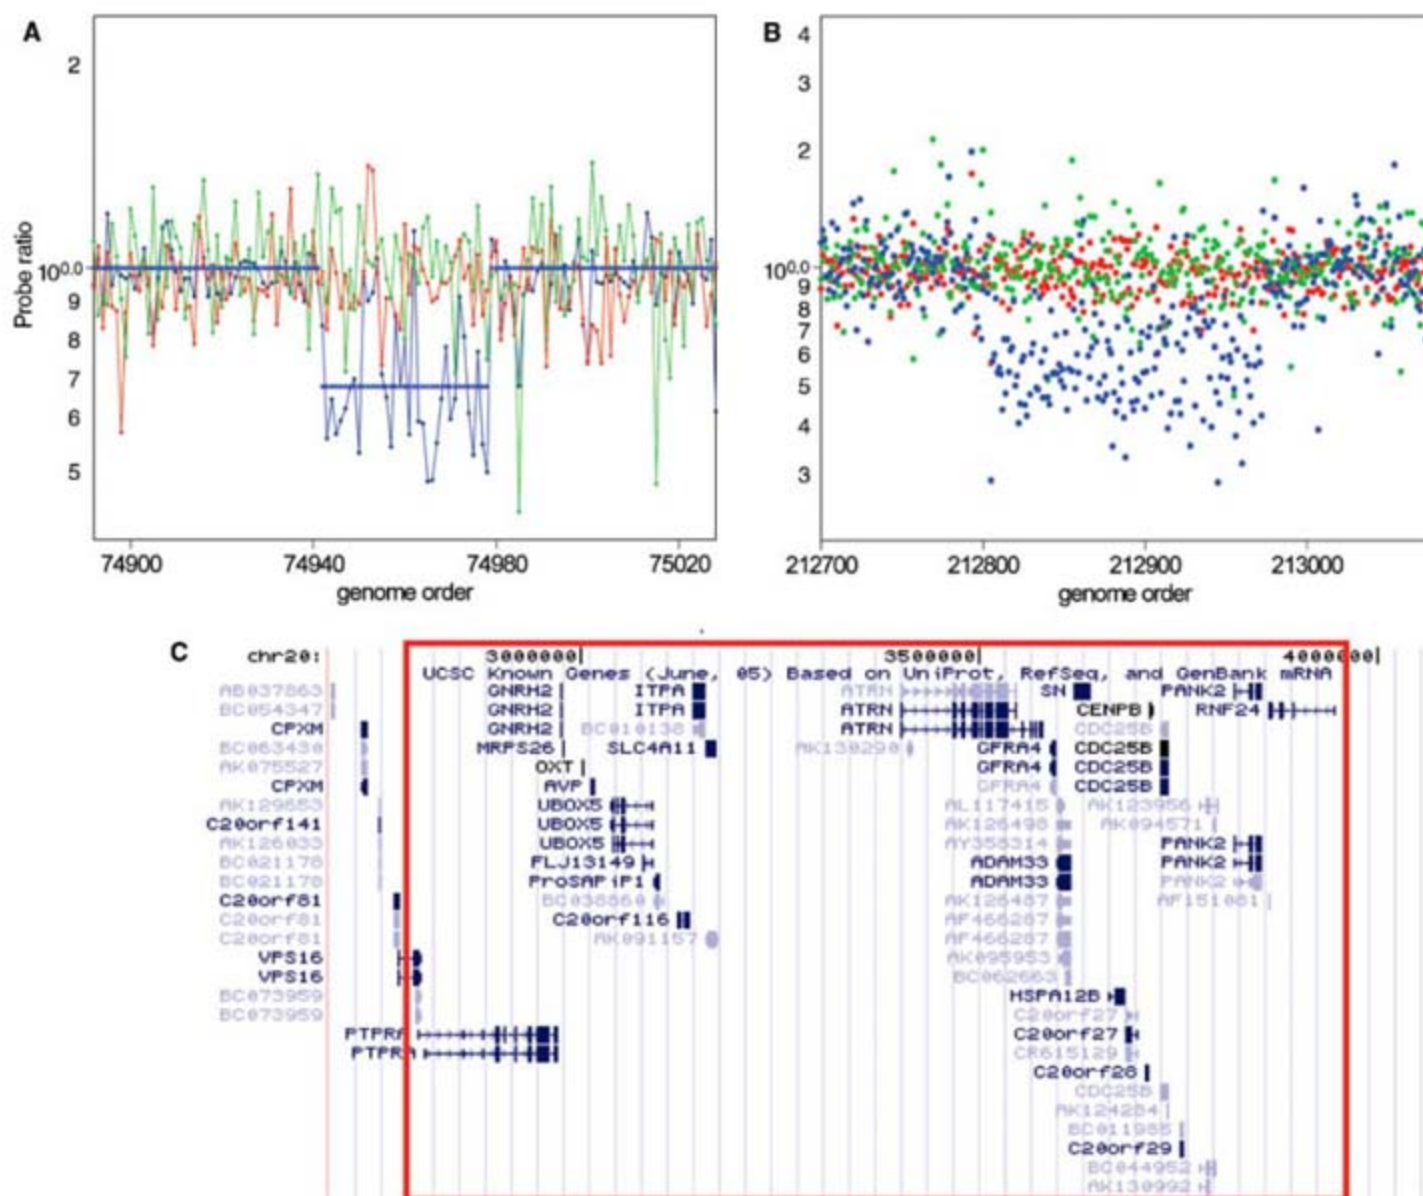 A
B
2
10^0.0
9
8
7
6
5
Probe ratio
74900 74940 74980 75020
genome order
4
3
2
10^0.0
9
8
7
6
5
4
3
212700 212800 212900 213000
genome order
C
chr20: 3000000| 3500000| 4000000|
UCSC Known Genes (June, 05) Based on UniProt, RefSeq, and GenBank mRNA
AB037863 GNRH2 ITPA ATRN SN PANK2
BC054347 GNRH2 ITPA ATRN CENPB RNF24
CPXM GNRH2 BC010138 ATRN CDC25B
BC063430 MRPS26 SLC4A11 AK130290 GFRA4 CDC25B
AK075527 OXT GFRA4 CDC25B
CPXM AVP GFRA4 CDC25B
AK129653 UBOX5 AL117415 AK123956
C20orf141 UBOX5 AK126498 AK094571
AK126033 UBOX5 AY358314 PANK2
BC021178 FLJ13149 ADAM33 PANK2
BC021178 ProSAPiP1 ADAM33 PANK2
C20orf81 BC038860 AK126487 AF151081
C20orf81 C20orf116 AF466287
C20orf81 AK091157 AF466287
VPS16 AK095953
VPS16 BC062663
BC073959 HSPA12B
BC073959 C20orf27
PTPRA C20orf27
PTPRA CR615129
C20orf28
CDC25B
AK124264
BC011985
C20orf29
BC044952
AK130992